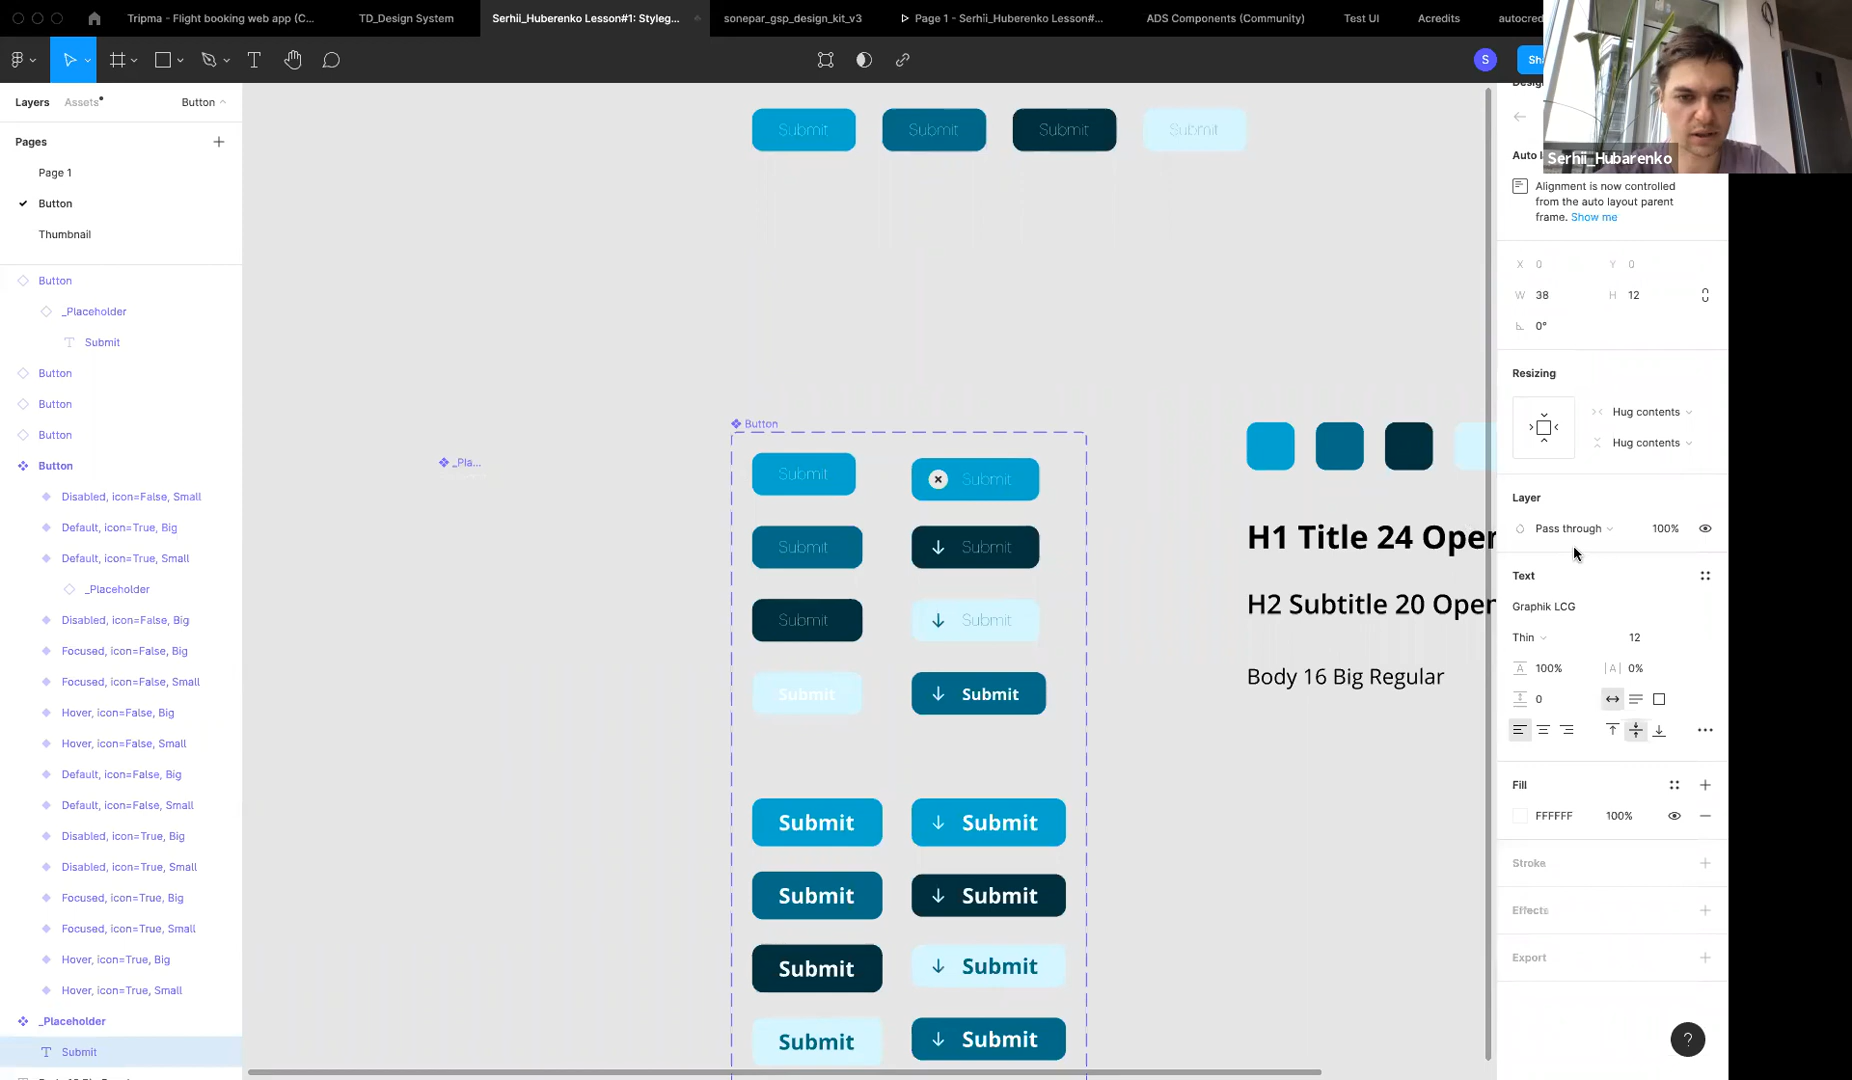 Tripma - Flight booking web app (C...
TD_Design System
Serhii_Huberenko Lesson#1: Styleg...
sonepar_gsp_design_kit_v3
Page 1 - Serhii_Huberenko Lesson#...
ADS Components (Community)
Test UI
Acredits
autocred
S
Sha
Layers
Assets
Button
Pages
Page 1
Button
Thumbnail
Button
_Placeholder
Submit
Button
Button
Button
Button
Disabled, icon=False, Small
Default, icon=True, Big
Default, icon=True, Small
_Placeholder
Disabled, icon=False, Big
Focused, icon=False, Big
Focused, icon=False, Small
Hover, icon=False, Big
Hover, icon=False, Small
Default, icon=False, Big
Default, icon=False, Small
Disabled, icon=True, Big
Disabled, icon=True, Small
Focused, icon=True, Big
Focused, icon=True, Small
Hover, icon=True, Big
Hover, icon=True, Small
_Placeholder
Submit
Submit Submit Submit Submit
_Pla...
Button
Submit Submit
Submit Submit
Submit Submit
Submit Submit
Submit Submit
Submit Submit
Submit Submit
Submit Submit
H1 Title 24 Open
H2 Subtitle 20 Open
Body 16 Big Regular
Serhii_Hubarenko
Auto l
Alignment is now controlled
from the auto layout parent
frame. Show me
X 0 Y 0
W 38 H 12
0°
Resizing
Hug contents
Hug contents
Layer
Pass through 100%
Text
Graphik LCG
Thin 12
100% 0%
0
Fill
FFFFFF 100%
Stroke
Effects
Export
?